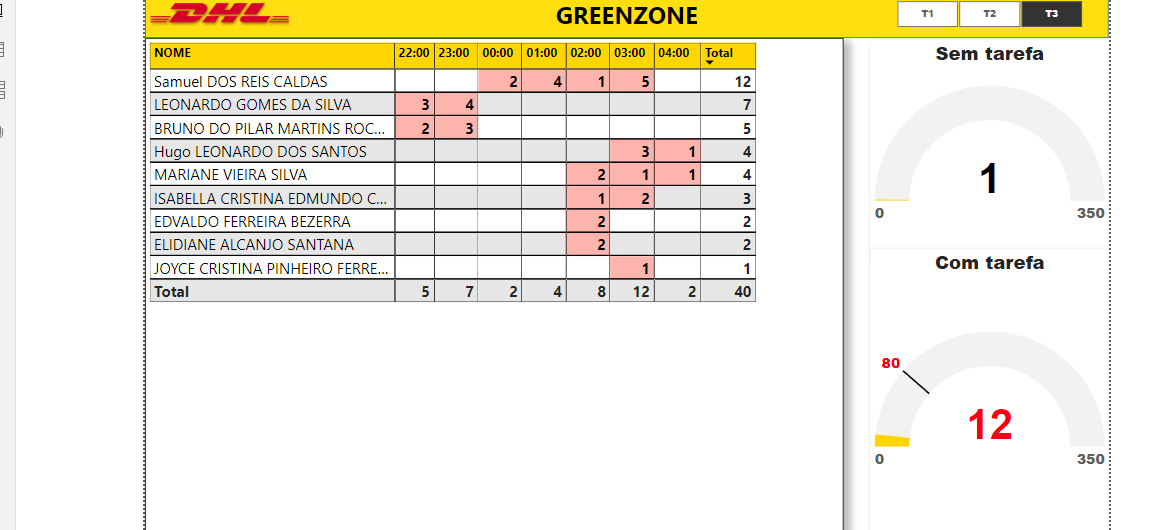 DHL GREENZONE T1 T2 T3
NOME 22:00 23:00 00:00 01:00 02:00 03:00 04:00 Total
Samuel DOS REIS CALDAS 2 4 1 5 12
LEONARDO GOMES DA SILVA 3 4 7
BRUNO DO PILAR MARTINS ROC... 2 3 5
Hugo LEONARDO DOS SANTOS 3 1 4
MARIANE VIEIRA SILVA 2 1 1 4
ISABELLA CRISTINA EDMUNDO C... 1 2 3
EDVALDO FERREIRA BEZERRA 2 2
ELIDIANE ALCANJO SANTANA 2 2
JOYCE CRISTINA PINHEIRO FERRE... 1 1
Total 5 7 2 4 8 12 2 40
Sem tarefa
1
0 350
Com tarefa
80
12
0 350